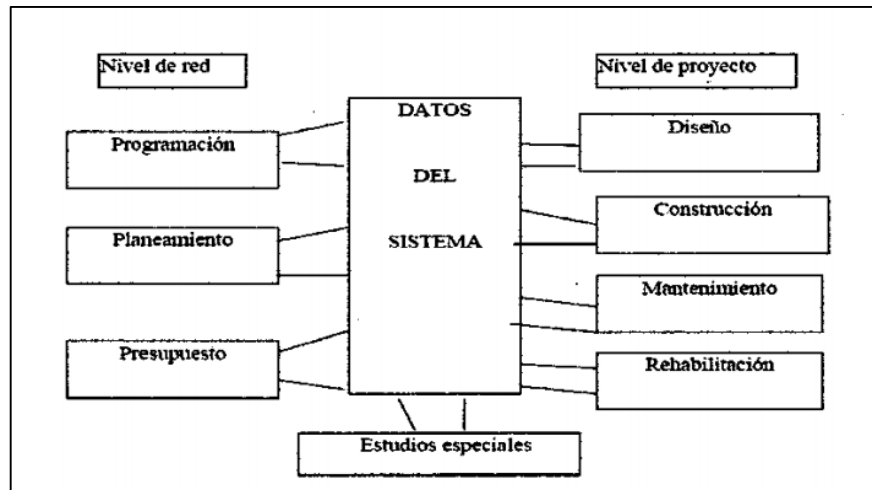 Nivel de red
Nivel de proyecto
DATOS
DEL
SISTEMA
Programación
Planeamiento
Presupuesto
Diseño
Construcción
Mantenimiento
Rehabilitación
Estudios especiales